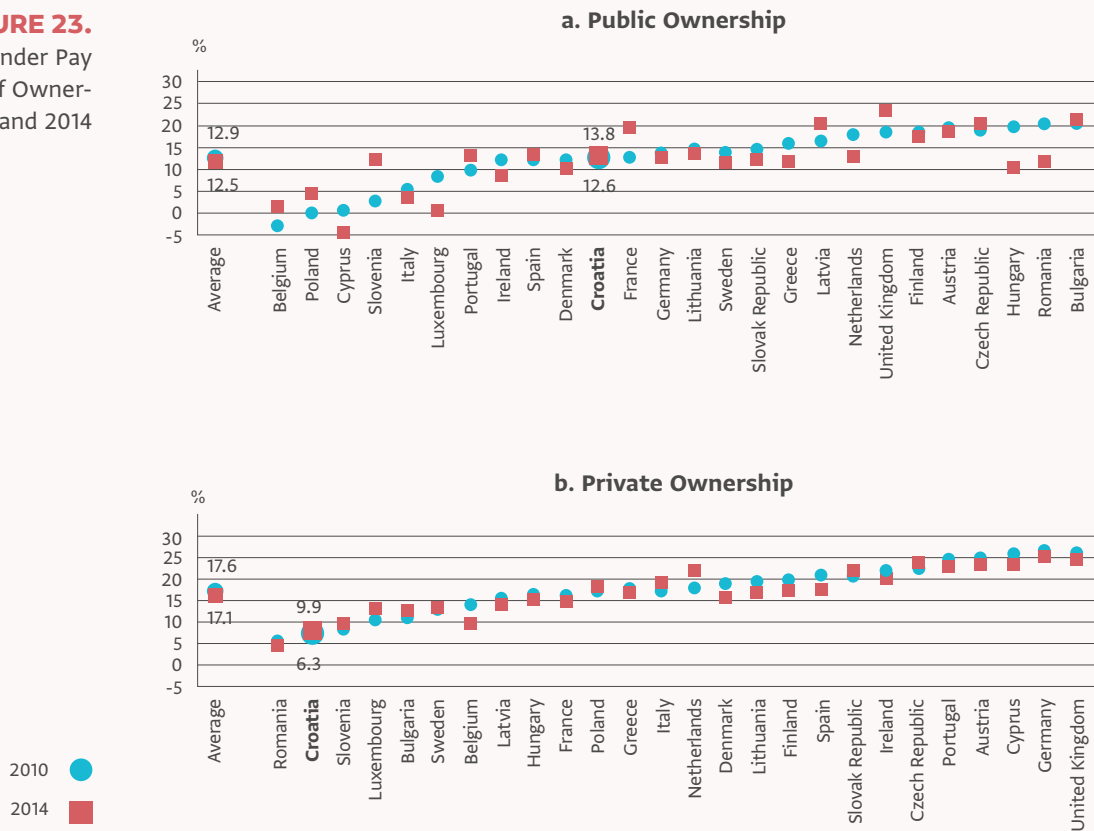 URE 23.
nder Pay
f Owner-
and 2014
a. Public Ownership
%
30
25
20
15
10
5
0
-5
12.9
12.5
13.8
12.6
Average
Belgium
Poland
Cyprus
Slovenia
Italy
Luxembourg
Portugal
Ireland
Spain
Denmark
Croatia
France
Germany
Lithuania
Sweden
Slovak Republic
Greece
Latvia
Netherlands
United Kingdom
Finland
Austria
Czech Republic
Hungary
Romania
Bulgaria
b. Private Ownership
%
30
25
20
15
10
5
0
-5
17.6
17.1
9.9
6.3
Average
Romania
Croatia
Slovenia
Luxembourg
Bulgaria
Sweden
Belgium
Latvia
Hungary
France
Poland
Greece
Italy
Netherlands
Denmark
Lithuania
Finland
Spain
Slovak Republic
Ireland
Czech Republic
Portugal
Austria
Cyprus
Germany
United Kingdom
2010
2014